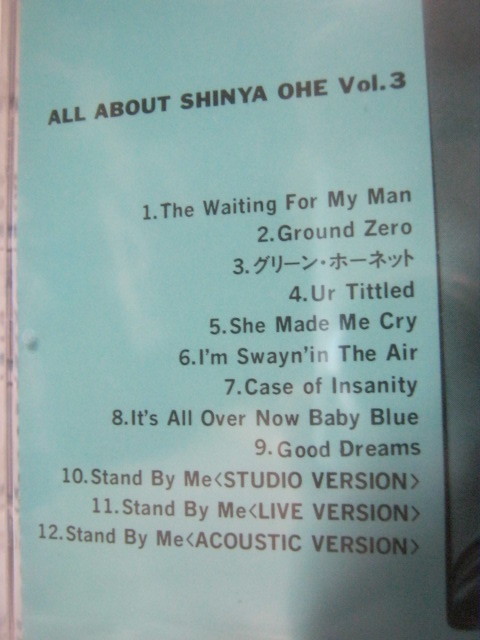 ALL ABOUT SHINYA OHE Vol.3
1.The Waiting For My Man
2.Ground Zero
3.グリーン・ホーネット
4.Ur Tittled
5.She Made Me Cry
6.I'm Swayn'in The Air
7.Case of Insanity
8.It's All Over Now Baby Blue
9.Good Dreams
10.Stand By Me<STUDIO VERSION>
11.Stand By Me<LIVE VERSION>
12.Stand By Me<ACOUSTIC VERSION>